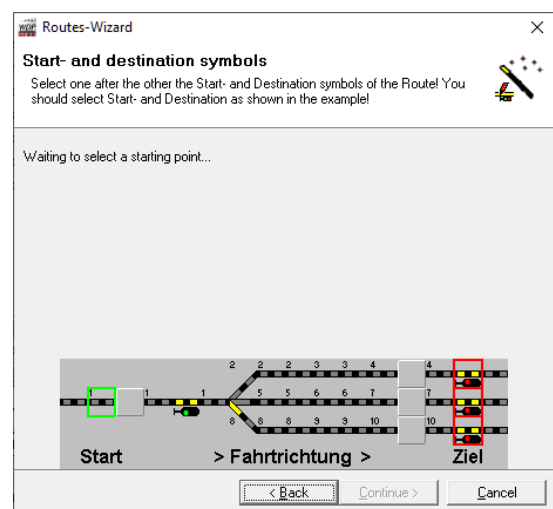 WDP Routes-Wizard
Start- and destination symbols
Select one after the other the Start- and Destination symbols of the Route! You
should select Start- and Destination as shown in the example!
Waiting to select a starting point...
2 2 2 3 3 4 4
1 1 1 5 5 6 6 7 7
8 8 8 9 9 10 10
Start > Fahrtrichtung > Ziel
< Back Continue > Cancel